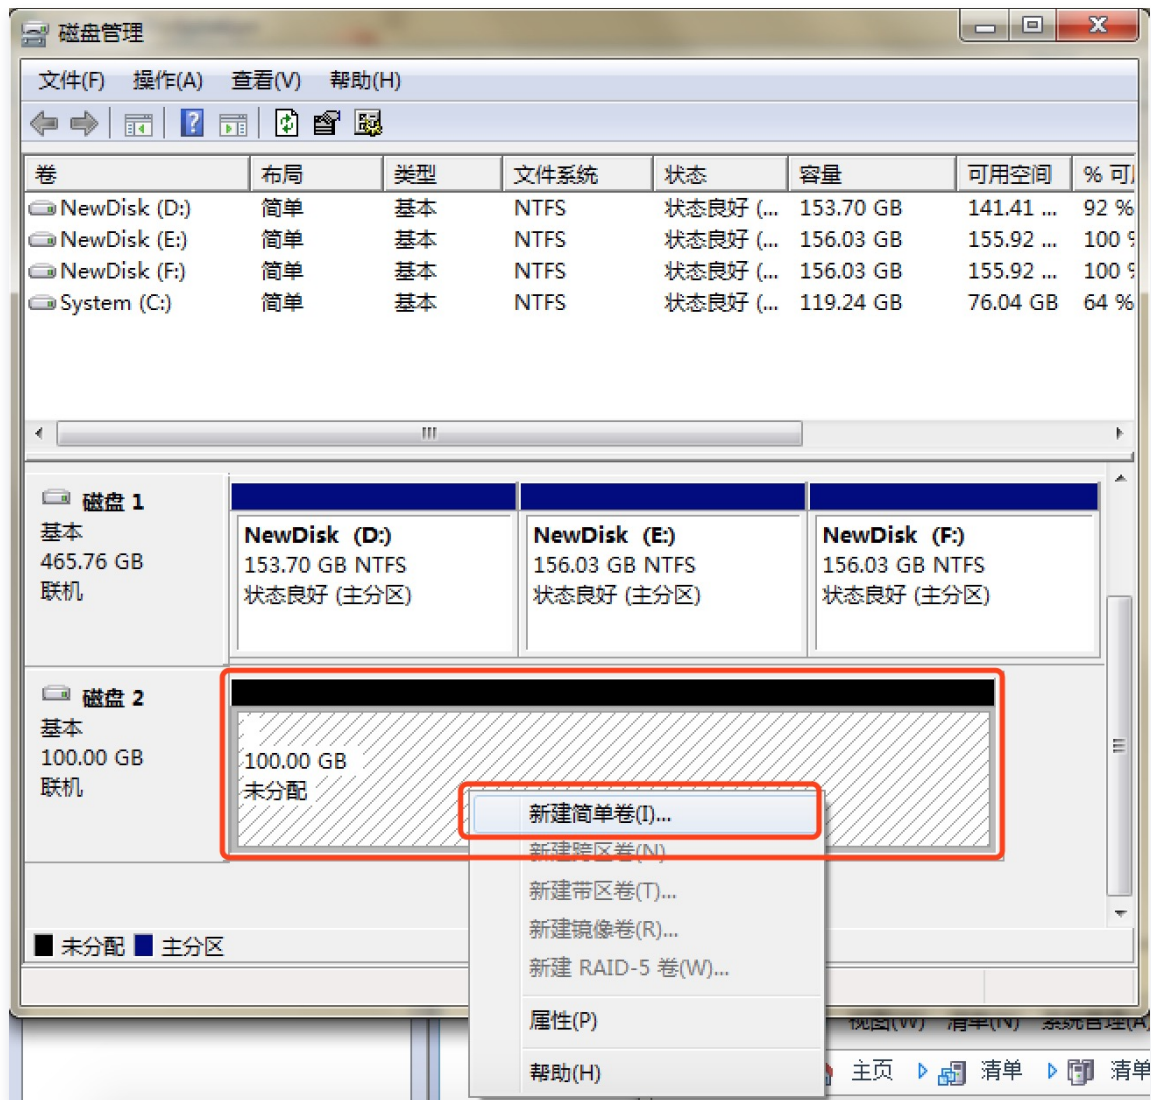 磁盘管理
文件(F) 操作(A) 查看(V) 帮助(H)
卷 布局 类型 文件系统 状态 容量 可用空间 % 可
NewDisk (D:) 简单 基本 NTFS 状态良好 (... 153.70 GB 141.41 ... 92 %
NewDisk (E:) 简单 基本 NTFS 状态良好 (... 156.03 GB 155.92 ... 100 %
NewDisk (F:) 简单 基本 NTFS 状态良好 (... 156.03 GB 155.92 ... 100 %
System (C:) 简单 基本 NTFS 状态良好 (... 119.24 GB 76.04 GB 64 %
磁盘 1
基本
465.76 GB
联机
NewDisk (D:)
153.70 GB NTFS
状态良好 (主分区)
NewDisk (E:)
156.03 GB NTFS
状态良好 (主分区)
NewDisk (F:)
156.03 GB NTFS
状态良好 (主分区)
磁盘 2
基本
100.00 GB
联机
100.00 GB
未分配
新建简单卷(I)...
新建跨区卷(N)
新建带区卷(T)...
新建镜像卷(R)...
新建 RAID-5 卷(W)...
属性(P)
帮助(H)
未分配 主分区
视图(W) 清单(N) 系统管理(A
主页 清单 清单